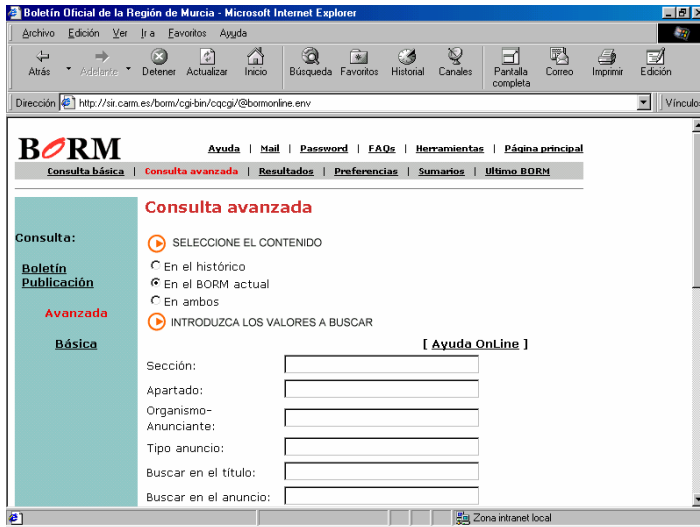 Boletín Oficial de la Región de Murcia - Microsoft Internet Explorer
Archivo Edición Ver Ir a Favoritos Ayuda
Atrás Adelante Detener Actualizar Inicio Búsqueda Favoritos Historial Canales Pantalla completa Correo Imprimir Edición
Dirección http://sir.carm.es/borm/cgi-bin/cqcgi/@bormonline.env Vínculos
BORM
Ayuda | Mail | Password | FAQs | Herramientas | Página principal
Consulta básica | Consulta avanzada | Resultados | Preferencias | Sumarios | Ultimo BORM
Consulta avanzada
Consulta:
Boletín
Publicación
Avanzada
Básica
SELECCIONE EL CONTENIDO
En el histórico
En el BORM actual
En ambos
INTRODUZCA LOS VALORES A BUSCAR
[ Ayuda OnLine ]
Sección:
Apartado:
Organismo-
Anunciante:
Tipo anuncio:
Buscar en el título:
Buscar en el anuncio:
Zona intranet local